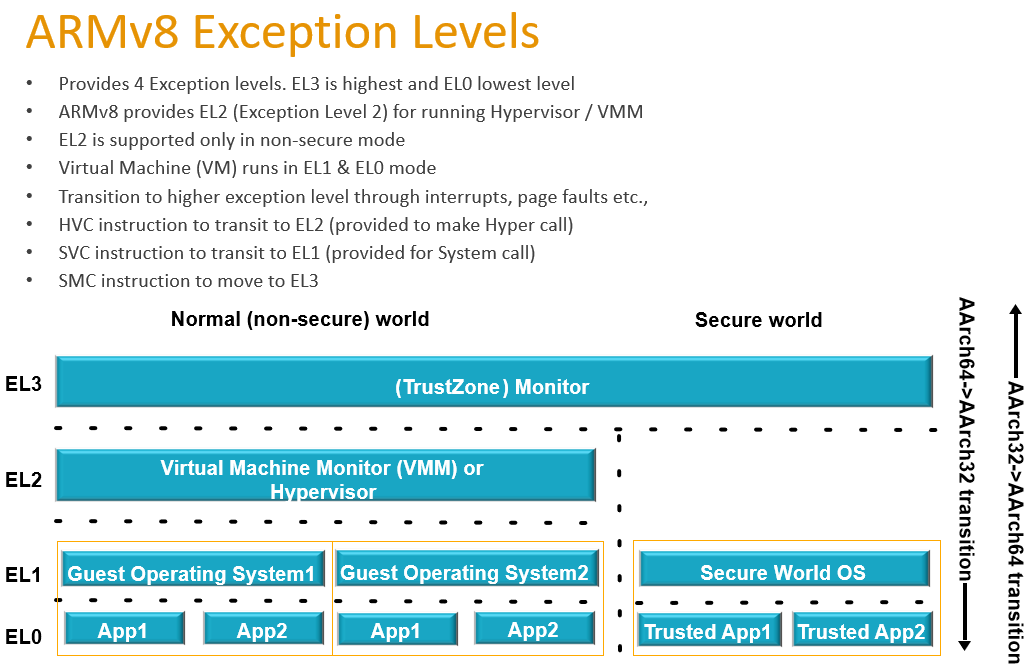 ARMv8 Exception Levels
• Provides 4 Exception levels. EL3 is highest and EL0 lowest level
• ARMv8 provides EL2 (Exception Level 2) for running Hypervisor / VMM
• EL2 is supported only in non-secure mode
• Virtual Machine (VM) runs in EL1 & EL0 mode
• Transition to higher exception level through interrupts, page faults etc.,
• HVC instruction to transit to EL2 (provided to make Hyper call)
• SVC instruction to transit to EL1 (provided for System call)
• SMC instruction to move to EL3
Normal (non-secure) world
Secure world
EL3
(TrustZone) Monitor
EL2
Virtual Machine Monitor (VMM) or
Hypervisor
EL1
Guest Operating System1
Guest Operating System2
Secure World OS
EL0
App1
App2
App1
App2
Trusted App1
Trusted App2
AArch64->AArch32 transition
AArch32->AArch64 transition